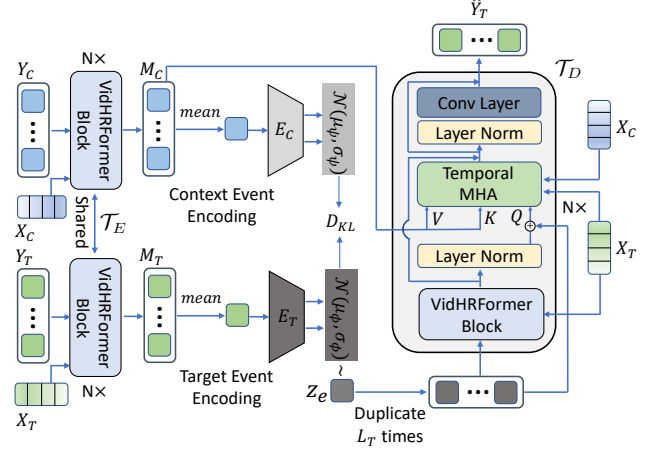 Ŷ_T
𝒯_D
Y_C
N×
M_C
VidHRFormer
Block
mean
E_C
𝒩(μ_ψ, σ_ψ)
Conv Layer
Layer Norm
X_C
Context Event
Encoding
Temporal
MHA
N×
X_C
Shared
𝒯_E
D_KL
V
K
Q
X_T
Y_T
M_T
Layer Norm
VidHRFormer
Block
mean
E_T
𝒩(μ_ϕ, σ_ϕ)
VidHRFormer
Block
N×
Target Event
Encoding
~
X_T
z_e
Duplicate
L_T times